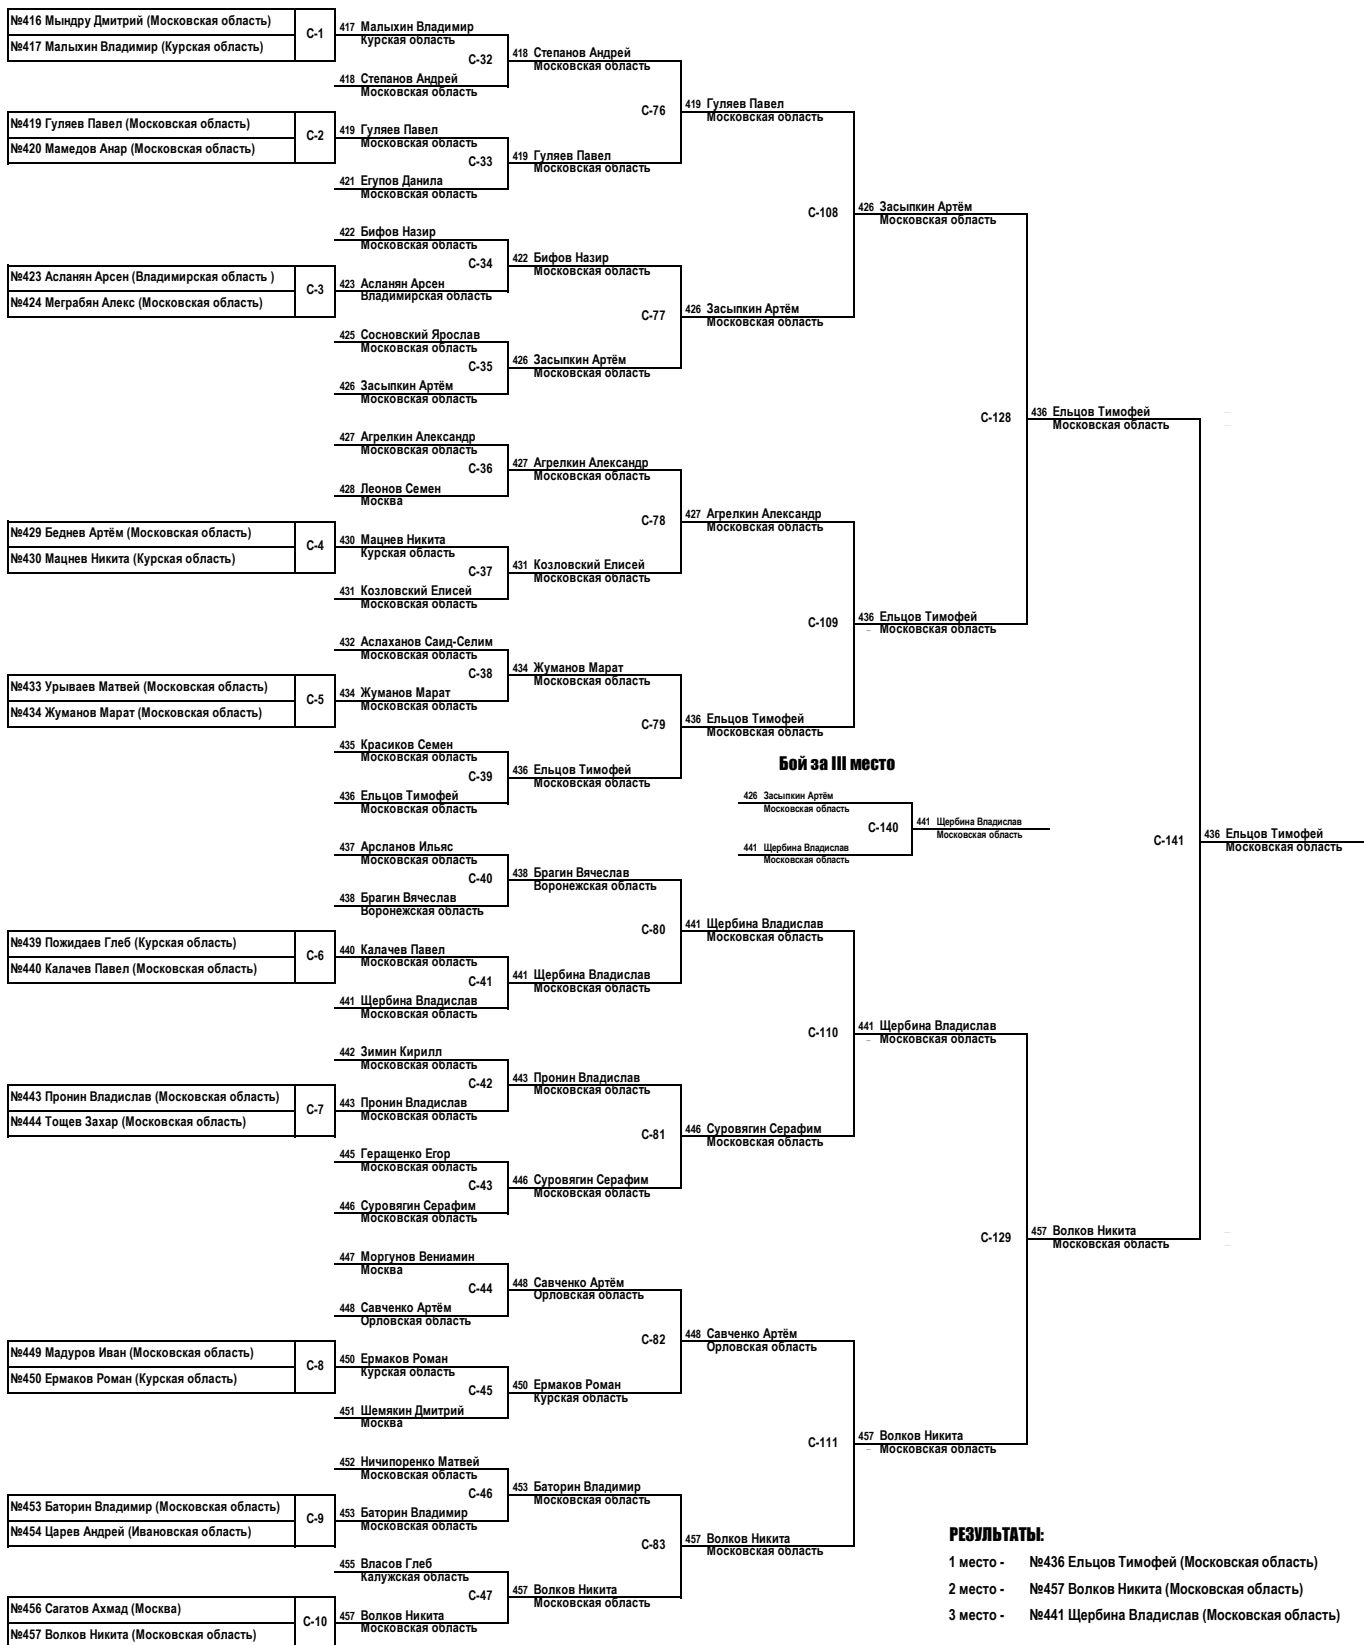 №416 Мындру Дмитрий (Московская область)
№417 Малыхин Владимир (Курская область)
С-1
417 Малыхин Владимир
Курская область
С-32
418 Степанов Андрей
Московская область
418 Степанов Андрей
Московская область
С-76
419 Гуляев Павел
Московская область
№419 Гуляев Павел (Московская область)
№420 Мамедов Анар (Московская область)
С-2
419 Гуляев Павел
Московская область
С-33
419 Гуляев Павел
Московская область
421 Егупов Данила
Московская область
С-108
426 Засыпкин Артём
Московская область
422 Бифов Назир
Московская область
С-34
422 Бифов Назир
Московская область
№423 Асланян Арсен (Владимирская область )
№424 Меграбян Алекс (Московская область)
С-3
423 Асланян Арсен
Владимирская область
С-77
426 Засыпкин Артём
Московская область
425 Сосновский Ярослав
Московская область
С-35
426 Засыпкин Артём
Московская область
426 Засыпкин Артём
Московская область
С-128
436 Ельцов Тимофей
Московская область
427 Агрелкин Александр
Московская область
С-36
427 Агрелкин Александр
Московская область
428 Леонов Семен
Москва
С-78
427 Агрелкин Александр
Московская область
№429 Беднев Артём (Московская область)
№430 Мацнев Никита (Курская область)
С-4
430 Мацнев Никита
Курская область
С-37
431 Козловский Елисей
Московская область
431 Козловский Елисей
Московская область
С-109
436 Ельцов Тимофей
Московская область
432 Аслаханов Саид-Селим
Московская область
С-38
434 Жуманов Марат
Московская область
№433 Урываев Матвей (Московская область)
№434 Жуманов Марат (Московская область)
С-5
434 Жуманов Марат
Московская область
С-79
436 Ельцов Тимофей
Московская область
435 Красиков Семен
Московская область
С-39
436 Ельцов Тимофей
Московская область
436 Ельцов Тимофей
Московская область
Бой за III место
426 Засыпкин Артём
Московская область
С-140
441 Щербина Владислав
Московская область
441 Щербина Владислав
Московская область
С-141
436 Ельцов Тимофей
Московская область
437 Арсланов Ильяс
Московская область
С-40
438 Брагин Вячеслав
Воронежская область
438 Брагин Вячеслав
Воронежская область
С-80
441 Щербина Владислав
Московская область
№439 Пожидаев Глеб (Курская область)
№440 Калачев Павел (Московская область)
С-6
440 Калачев Павел
Московская область
С-41
441 Щербина Владислав
Московская область
441 Щербина Владислав
Московская область
С-110
441 Щербина Владислав
Московская область
442 Зимин Кирилл
Московская область
С-42
443 Пронин Владислав
Московская область
№443 Пронин Владислав (Московская область)
№444 Тощев Захар (Московская область)
С-7
443 Пронин Владислав
Московская область
С-81
446 Суровягин Серафим
Московская область
445 Геращенко Егор
Московская область
С-43
446 Суровягин Серафим
Московская область
446 Суровягин Серафим
Московская область
С-129
457 Волков Никита
Московская область
447 Моргунов Вениамин
Москва
С-44
448 Савченко Артём
Орловская область
448 Савченко Артём
Орловская область
С-82
448 Савченко Артём
Орловская область
№449 Мадуров Иван (Московская область)
№450 Ермаков Роман (Курская область)
С-8
450 Ермаков Роман
Курская область
С-45
450 Ермаков Роман
Курская область
451 Шемякин Дмитрий
Москва
С-111
457 Волков Никита
Московская область
452 Ничипоренко Матвей
Московская область
С-46
453 Баторин Владимир
Московская область
№453 Баторин Владимир (Московская область)
№454 Царев Андрей (Ивановская область)
С-9
453 Баторин Владимир
Московская область
С-83
457 Волков Никита
Московская область
455 Власов Глеб
Калужская область
С-47
457 Волков Никита
Московская область
№456 Сагатов Ахмад (Москва)
№457 Волков Никита (Московская область)
С-10
457 Волков Никита
Московская область
РЕЗУЛЬТАТЫ:
1 место - №436 Ельцов Тимофей (Московская область)
2 место - №457 Волков Никита (Московская область)
3 место - №441 Щербина Владислав (Московская область)